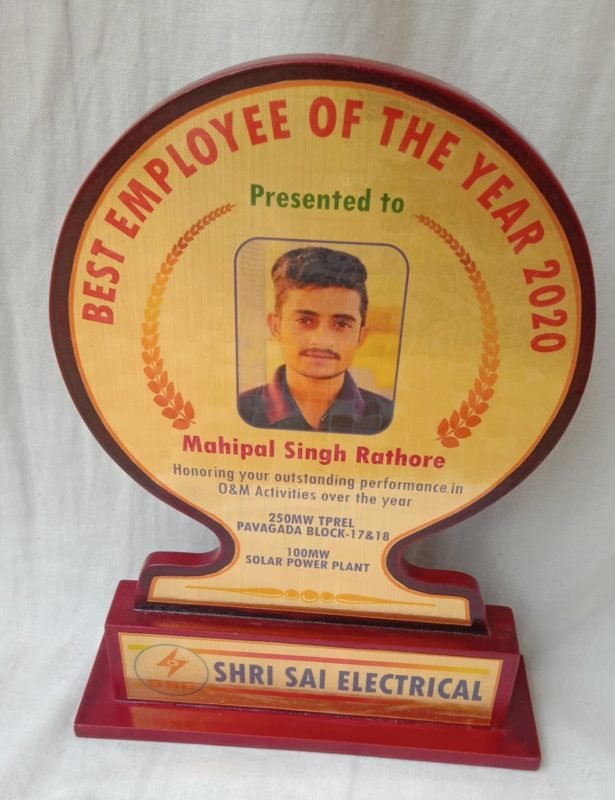 BEST EMPLOYEE OF THE YEAR 2020
Presented to
Mahipal Singh Rathore
Honoring your outstanding performance in
O&M Activities over the year
250MW TPREL
PAVAGADA BLOCK-17&18
100MW
SOLAR POWER PLANT
SHRI SAI ELECTRICAL